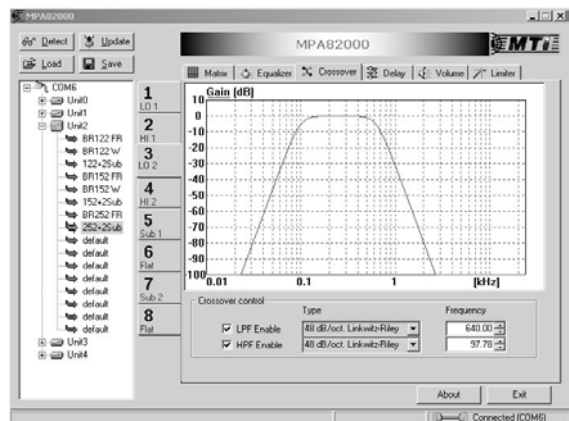 MPA82000
Detect Update
Load Save
MPA82000
MTi
COM6
Unit0
Unit1
Unit2
BR122 FR
BR122 W
122+2Sub
BR152 FR
BR152 W
152+2Sub
BR252 FR
252+2Sub
default
default
default
default
default
default
default
default
Unit3
Unit4
1
LO 1
2
HI 1
3
LO 2
4
HI 2
5
Sub 1
6
Flat
7
Sub 2
8
Flat
Matrix Equalizer Crossover Delay Volume Limiter
Gain [dB]
10
0
-10
-20
-30
-40
-50
-60
-70
-80
-90
-100
0.01 0.1 1 [kHz]
Crossover control
Type Frequency
LPF Enable 48 dB/oct. Linkwitz-Riley 640.00
HPF Enable 48 dB/oct. Linkwitz-Riley 97.78
About Exit
Connected (COM6)